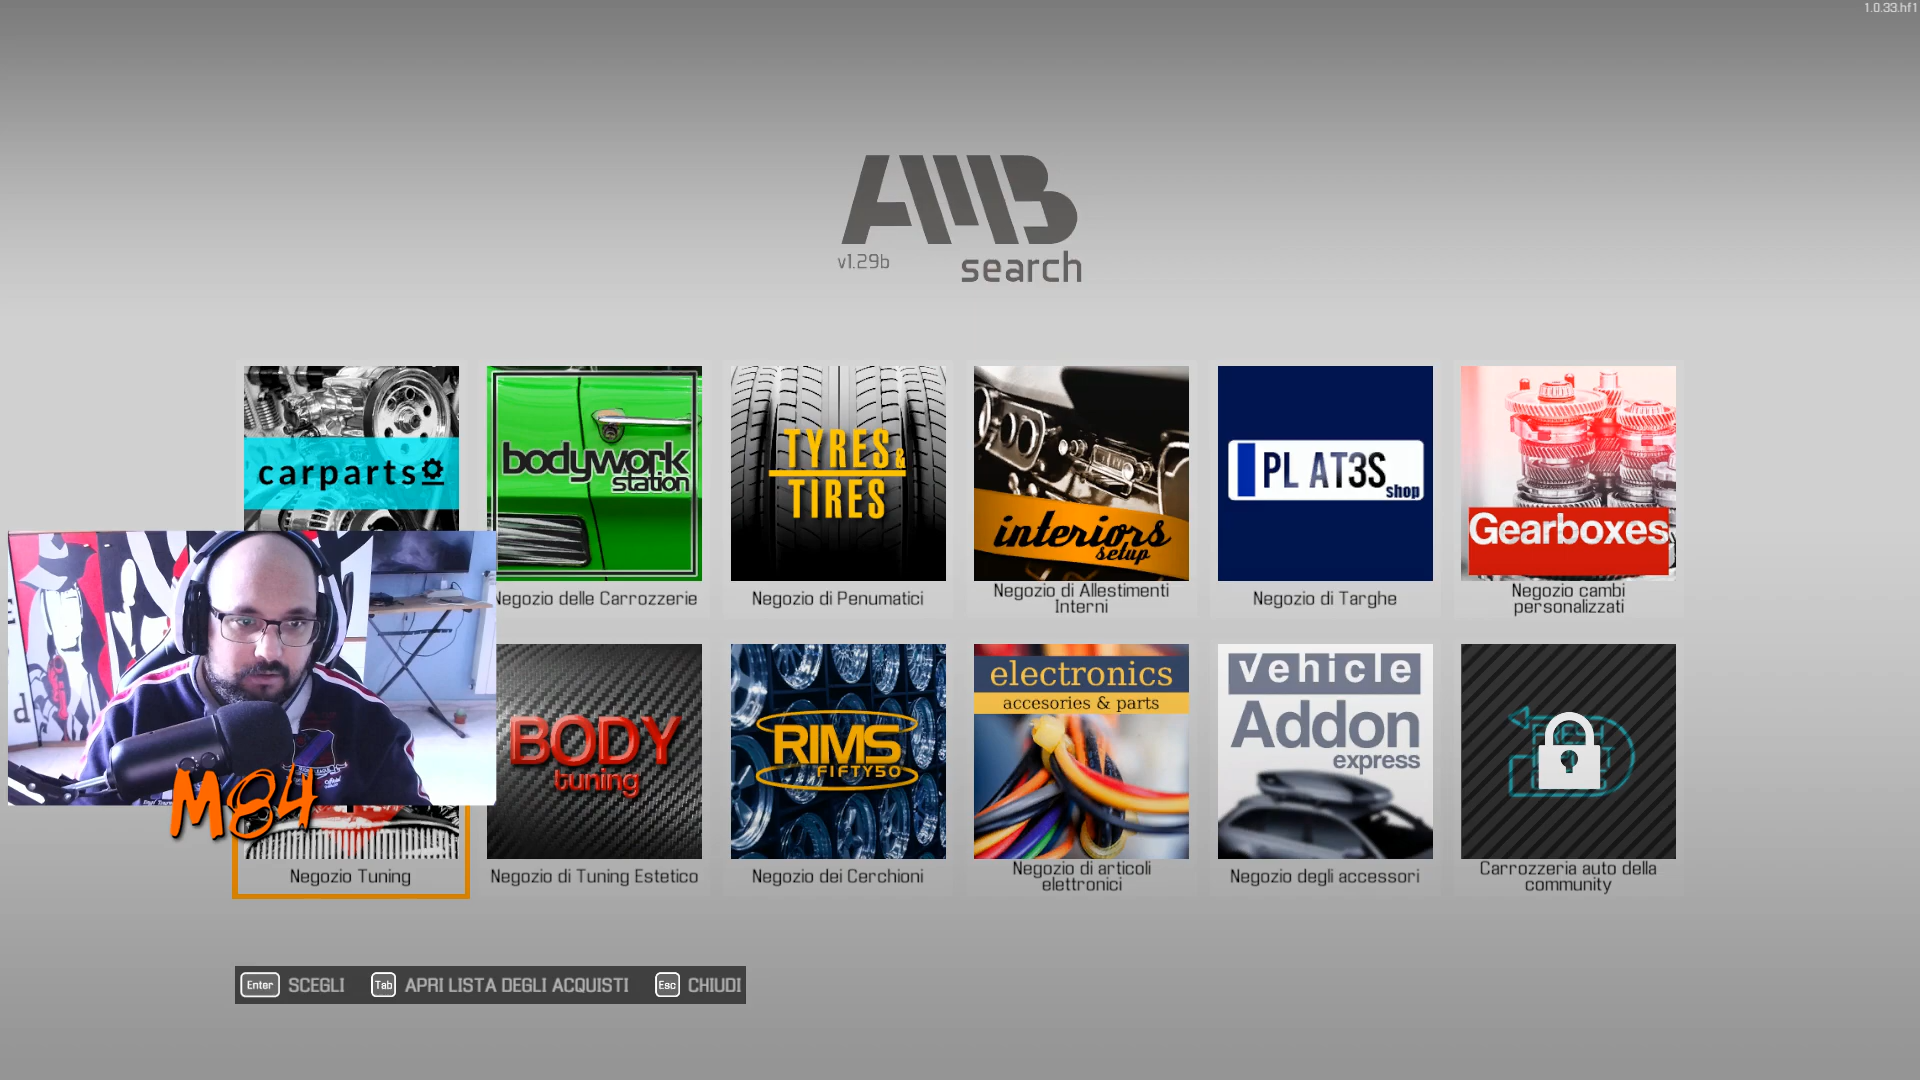 1.0.33.hf1
AMB
v1.29b
search
carparts
bodywork
station
TYRES &
TIRES
interiors
setup
PL AT3S
shop
Gearboxes
Negozio delle Carrozzerie
Negozio di Penumatici
Negozio di Allestimenti
Interni
Negozio di Targhe
Negozio cambi
personalizzati
M84
BODY
tuning
RIMS
FIFTY50
electronics
accesories & parts
vehicle
Addon
express
Negozio Tuning
Negozio di Tuning Estetico
Negozio dei Cerchioni
Negozio di articoli
elettronici
Negozio degli accessori
Carrozzeria auto della
community
Enter SCEGLI Tab APRI LISTA DEGLI ACQUISTI Esc CHIUDI